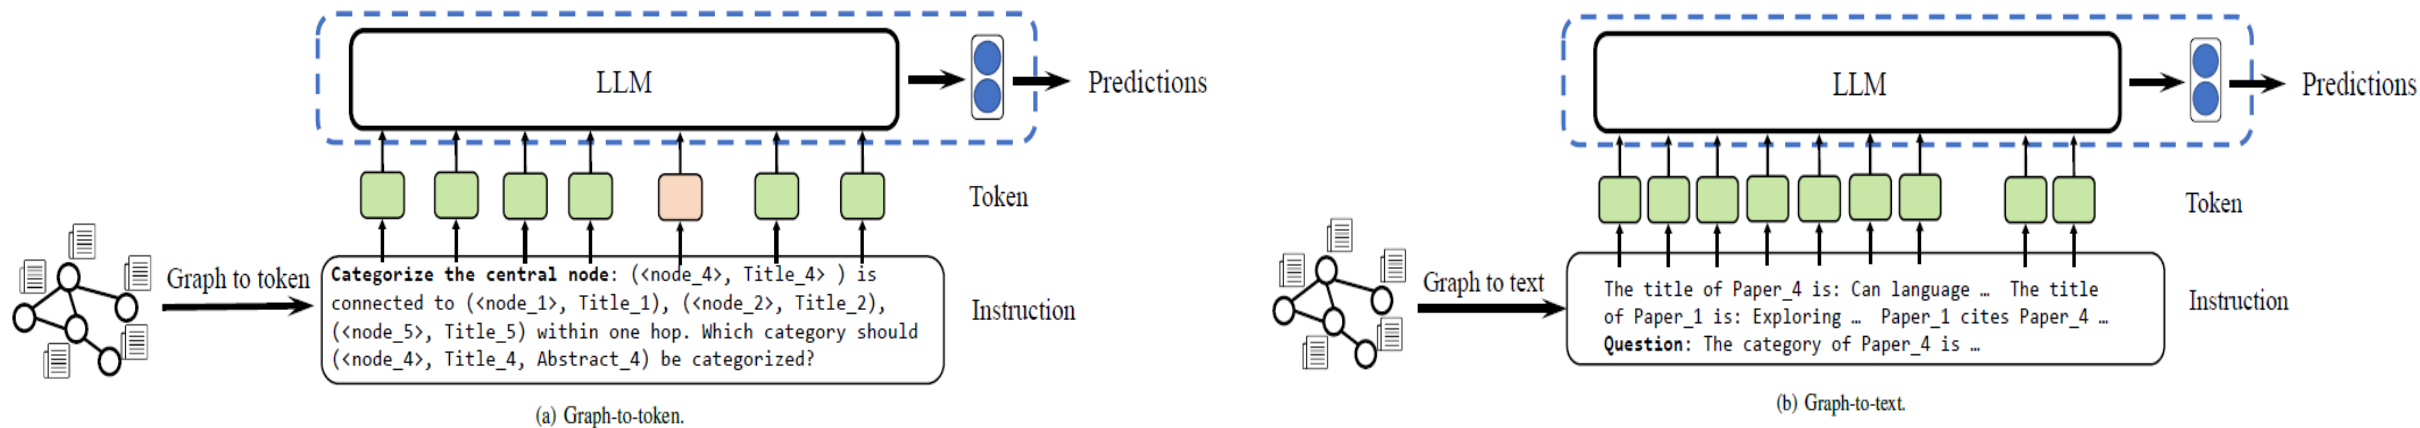 LLM
Predictions
Token
Graph to token
Categorize the central node: (<node_4>, Title_4> ) is
connected to (<node_1>, Title_1), (<node_2>, Title_2),
(<node_5>, Title_5) within one hop. Which category should
(<node_4>, Title_4, Abstract_4) be categorized?
Instruction
(a) Graph-to-token.
LLM
Predictions
Token
Graph to text
The title of Paper_4 is: Can language … The title
of Paper_1 is: Exploring … Paper_1 cites Paper_4 …
Question: The category of Paper_4 is …
Instruction
(b) Graph-to-text.